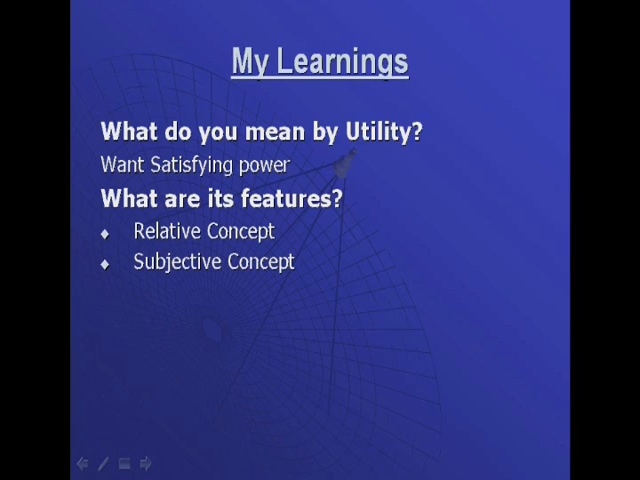 My Learnings
What do you mean by Utility?
Want Satisfying power
What are its features?
Relative Concept
Subjective Concept